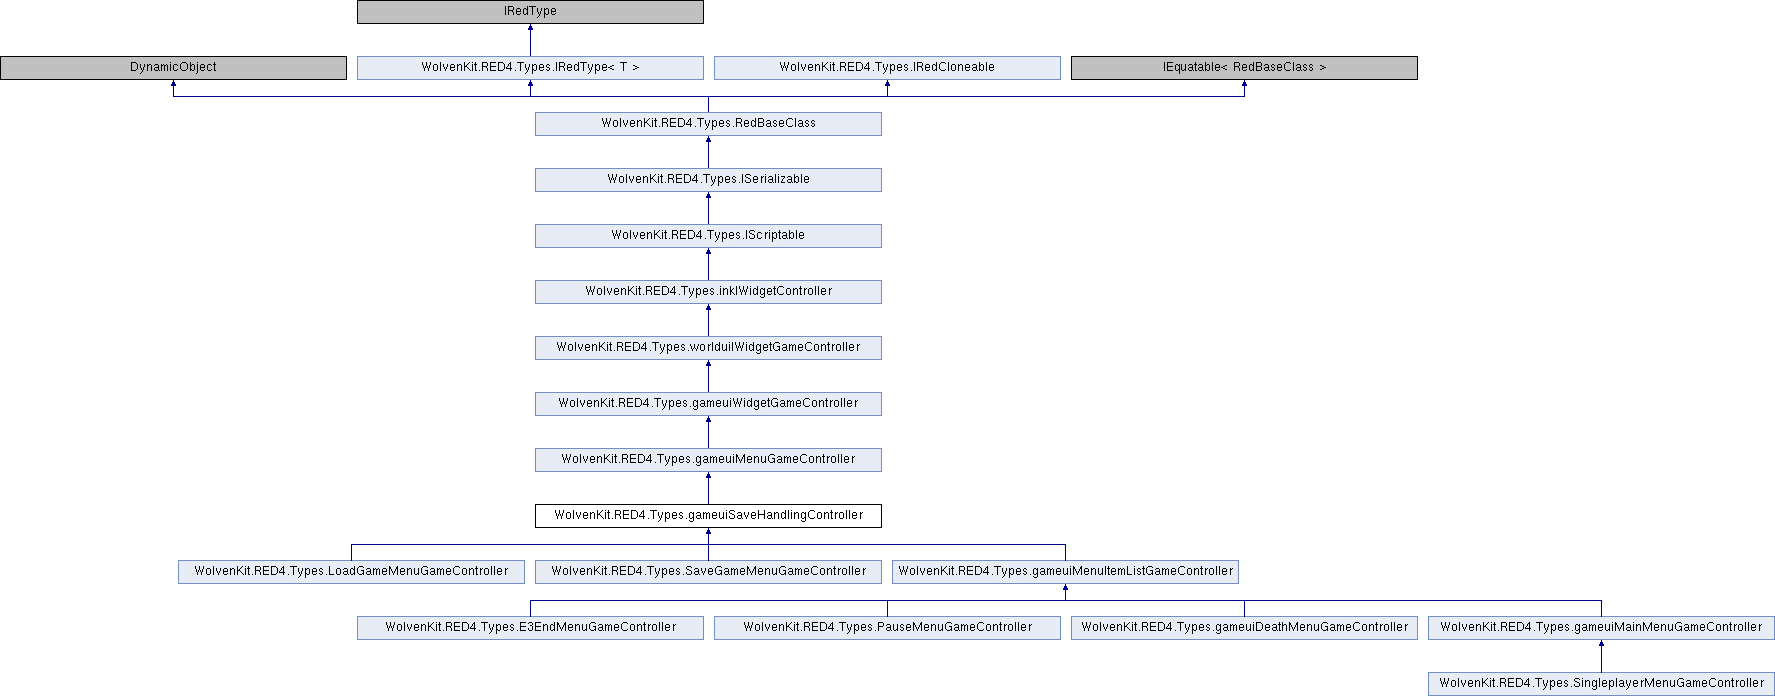 IRedType
DynamicObject
WolvenKit.RED4.Types.IRedType< T >
WolvenKit.RED4.Types.IRedCloneable
IEquatable< RedBaseClass >
WolvenKit.RED4.Types.RedBaseClass
WolvenKit.RED4.Types.ISerializable
WolvenKit.RED4.Types.IScriptable
WolvenKit.RED4.Types.inkIWidgetController
WolvenKit.RED4.Types.worlduiIWidgetGameController
WolvenKit.RED4.Types.gameuiWidgetGameController
WolvenKit.RED4.Types.gameuiMenuGameController
WolvenKit.RED4.Types.gameuiSaveHandlingController
WolvenKit.RED4.Types.LoadGameMenuGameController
WolvenKit.RED4.Types.SaveGameMenuGameController
WolvenKit.RED4.Types.gameuiMenuItemListGameController
WolvenKit.RED4.Types.E3EndMenuGameController
WolvenKit.RED4.Types.PauseMenuGameController
WolvenKit.RED4.Types.gameuiDeathMenuGameController
WolvenKit.RED4.Types.gameuiMainMenuGameController
WolvenKit.RED4.Types.SingleplayerMenuGameController